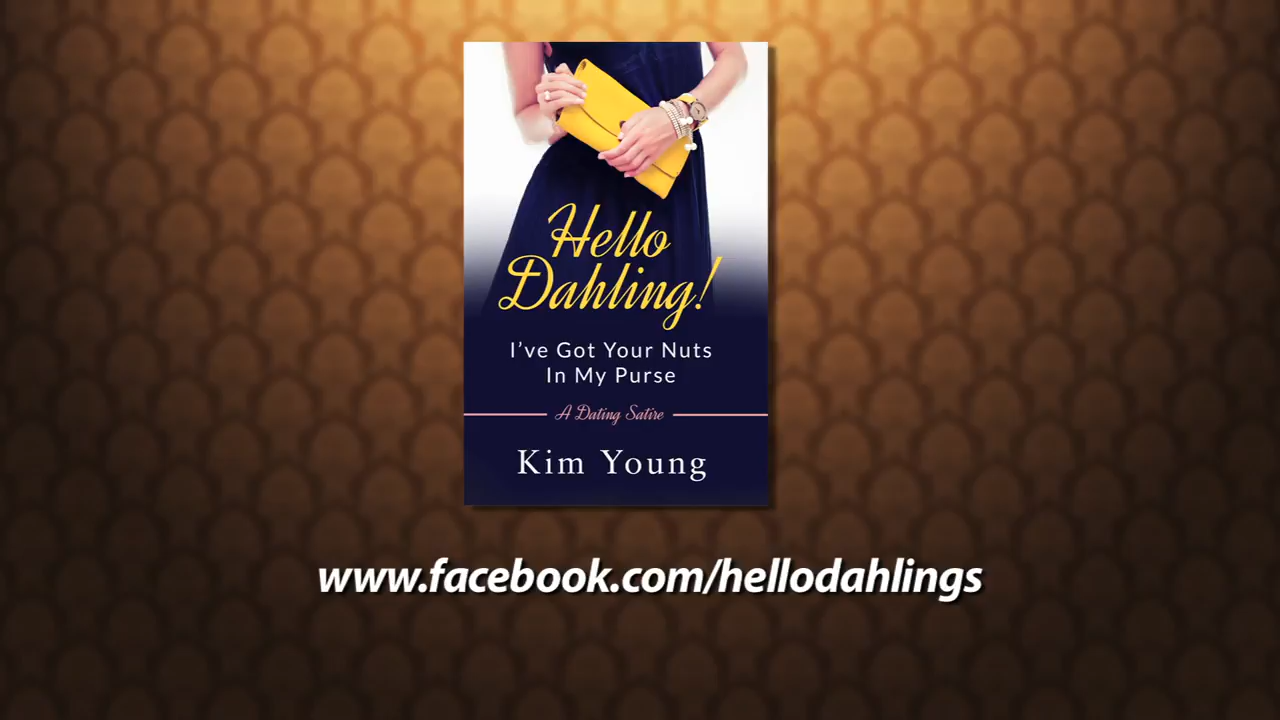 Hello
Dahling!
I've Got Your Nuts
In My Purse
A Dating Satire
Kim Young
www.facebook.com/hellodahlings